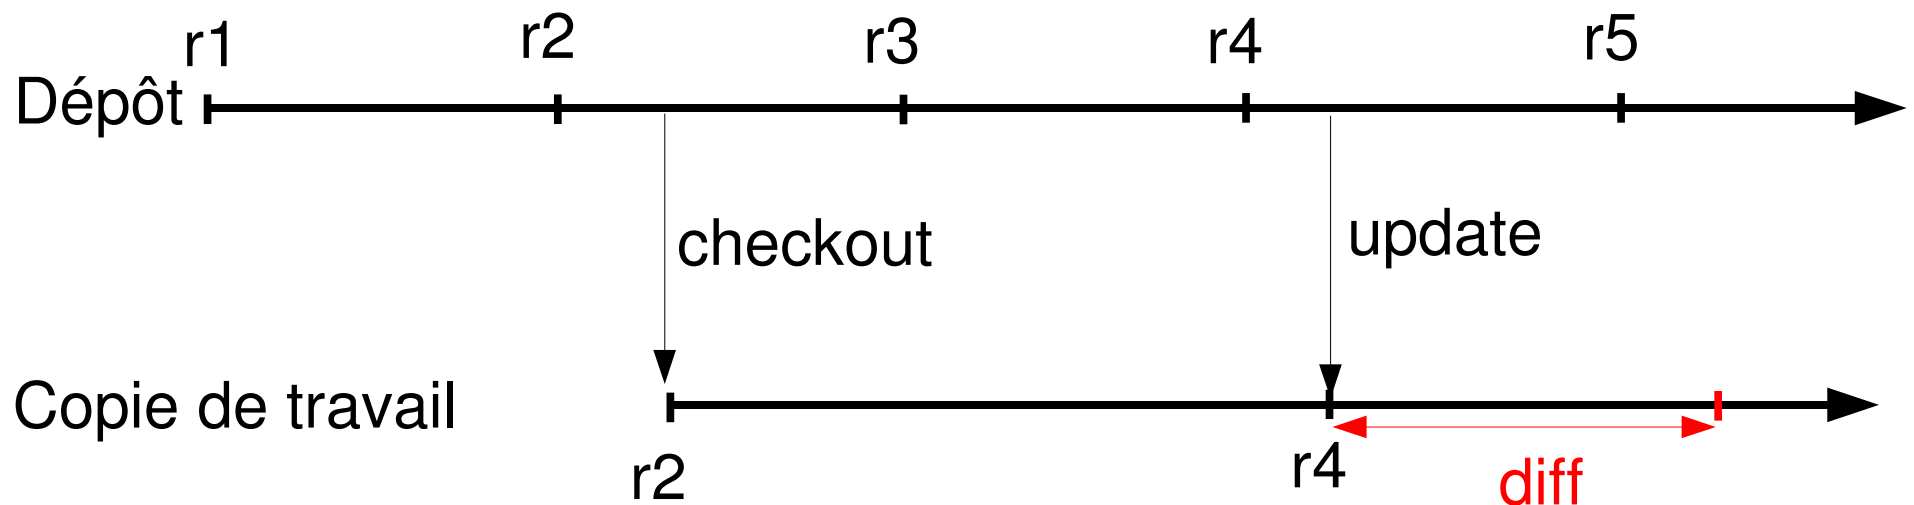 r1 r2 r3 r4 r5
Dépôt
checkout update
Copie de travail
r2 r4
diff